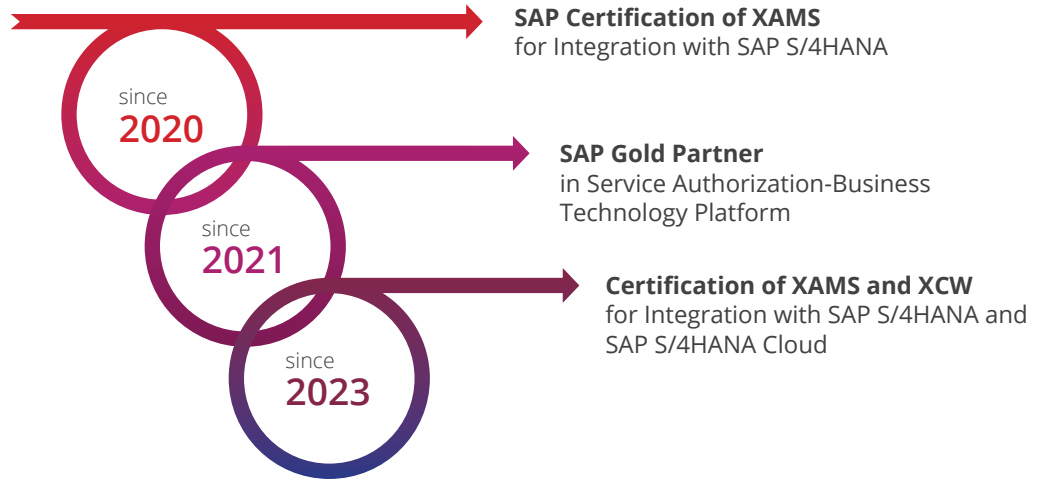 since
2020
SAP Certification of XAMS
for Integration with SAP S/4HANA
since
2021
SAP Gold Partner
in Service Authorization-Business
Technology Platform
since
2023
Certification of XAMS and XCW
for Integration with SAP S/4HANA and
SAP S/4HANA Cloud